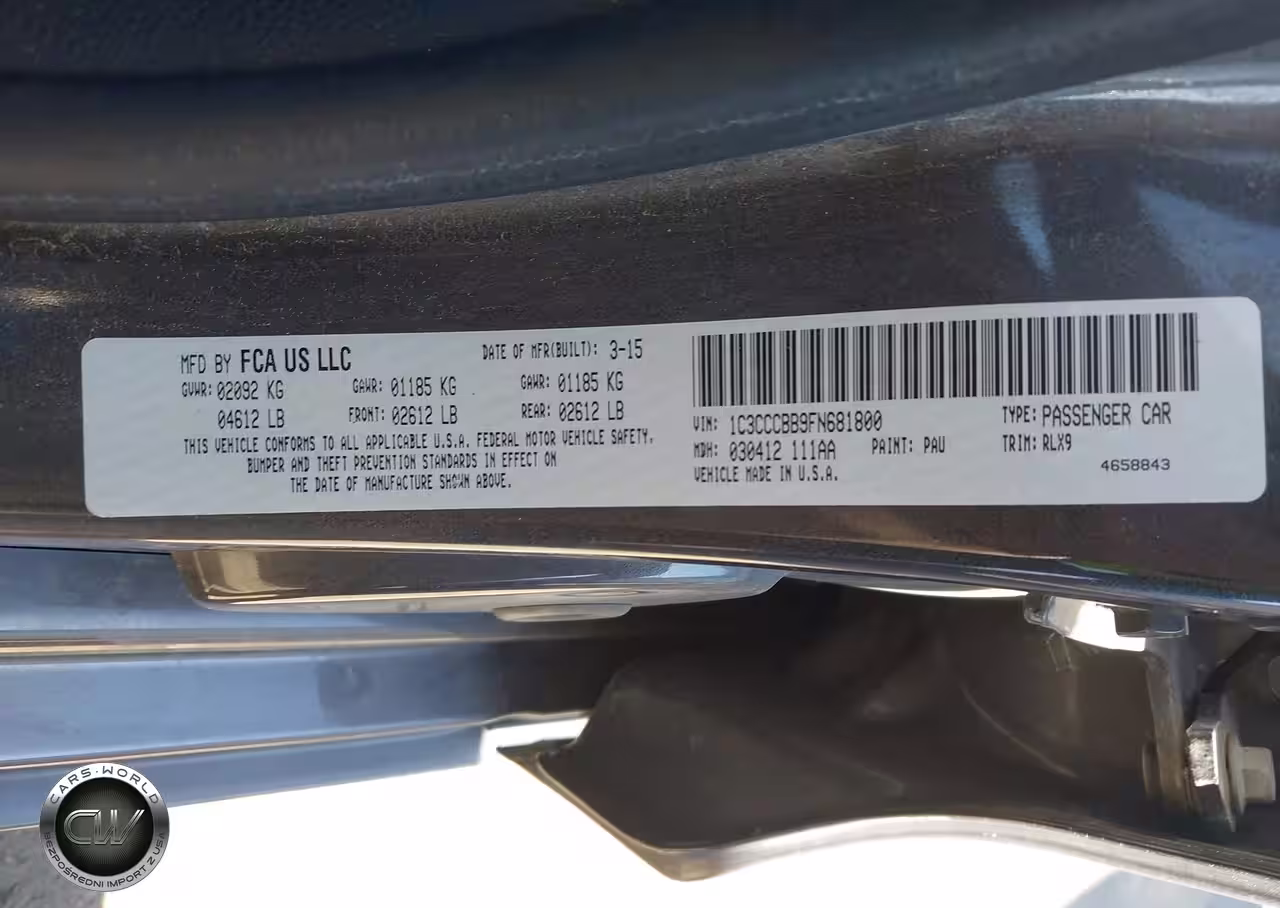 MFD BY FCA US LLC DATE OF MFR(BUILT): 3-15
GVWR: 02092 KG GAWR: 01185 KG GAWR: 01185 KG
04612 LB FRONT: 02612 LB REAR: 02612 LB
THIS VEHICLE CONFORMS TO ALL APPLICABLE U.S.A. FEDERAL MOTOR VEHICLE SAFETY,
BUMPER AND THEFT PREVENTION STANDARDS IN EFFECT ON
THE DATE OF MANUFACTURE SHOWN ABOVE.
VIN: 1C3CCCBB9FN681800 TYPE: PASSENGER CAR
MDH: 030412 111AA PAINT: PAU TRIM: RLX9
VEHICLE MADE IN U.S.A. 4658843
CARS·WORLD
CW
BEZPOŚREDNI IMPORT Z USA